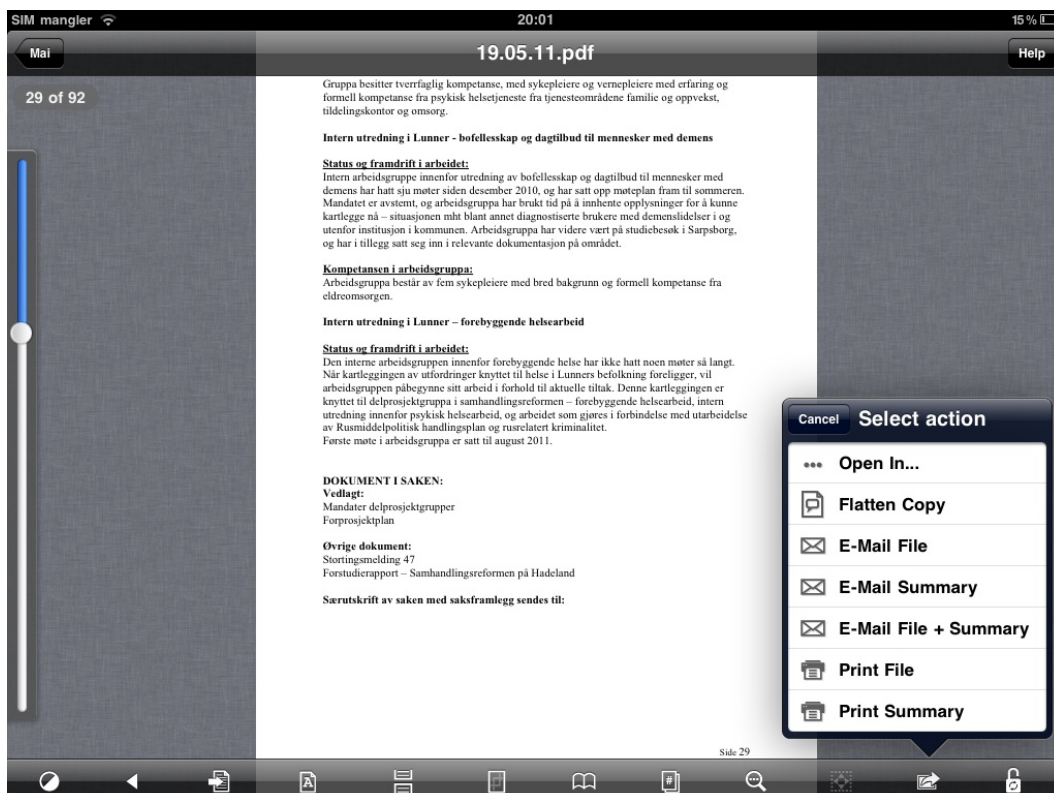 SIM mangler
20:01
15 %
Mai
19.05.11.pdf
Help
29 of 92
Gruppa besitter tverrfaglig kompetanse, med sykepleiere og vernepleiere med erfaring og
formell kompetanse fra psykisk helsetjeneste fra tjenesteområdene familie og oppvekst,
tildelingskontor og omsorg.
Intern utredning i Lunner - bofellesskap og dagtilbud til mennesker med demens
Status og framdrift i arbeidet:
Intern arbeidsgruppe innenfor utredning av bofellesskap og dagtilbud til mennesker med
demens har hatt sju møter siden desember 2010, og har satt opp møteplan fram til sommeren.
Mandatet er avstemt, og arbeidsgruppa har brukt tid på å innhente opplysninger for å kunne
kartlegge nå – situasjonen mht blant annet diagnostiserte brukere med demenslidelser i og
utenfor institusjon i kommunen. Arbeidsgruppa har videre vært på studiebesøk i Sarpsborg,
og har i tillegg satt seg inn i relevante dokumentasjon på området.
Kompetansen i arbeidsgruppa:
Arbeidsgruppa består av fem sykepleiere med bred bakgrunn og formell kompetanse fra
eldreomsorgen.
Intern utredning i Lunner – forebyggende helsearbeid
Status og framdrift i arbeidet:
Den interne arbeidsgruppen innenfor forebyggende helse har ikke hatt noen møter så langt.
Når kartleggingen av utfordringer knyttet til helse i Lunners befolkning foreligger, vil
arbeidsgruppen påbegynne sitt arbeid i forhold til aktuelle tiltak. Denne kartleggingen er
knyttet til delprosjektgruppa i samhandlingsreformen – forebyggende helsearbeid, intern
utredning innenfor psykisk helsearbeid, og arbeidet som gjøres i forbindelse med utarbeidelse
av Rusmiddelpolitisk handlingsplan og rusrelatert kriminalitet.
Første møte i arbeidsgruppa er satt til august 2011.
DOKUMENT I SAKEN:
Vedlagt:
Mandater delprosjektgrupper
Forprosjektplan
Øvrige dokument:
Stortingsmelding 47
Forstudierapport – Samhandlingsreformen på Hadeland
Særutskrift av saken med saksframlegg sendes til:
Side 29
Cancel
Select action
Open In...
Flatten Copy
E-Mail File
E-Mail Summary
E-Mail File + Summary
Print File
Print Summary
A
#